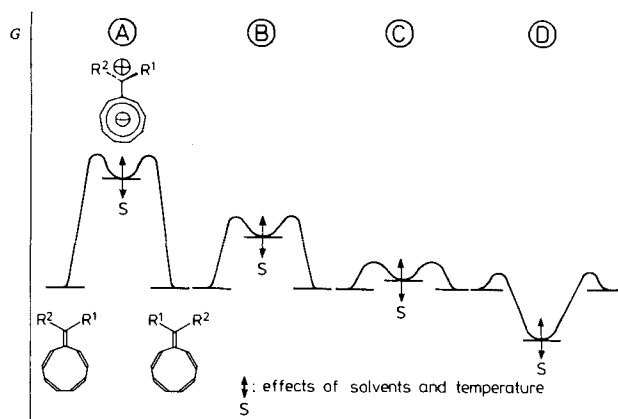 G
A B C D
R² ⊕ R¹
⊖
S
S
S
S
R² R¹ R¹ R²
↕ : effects of solvents and temperature
S